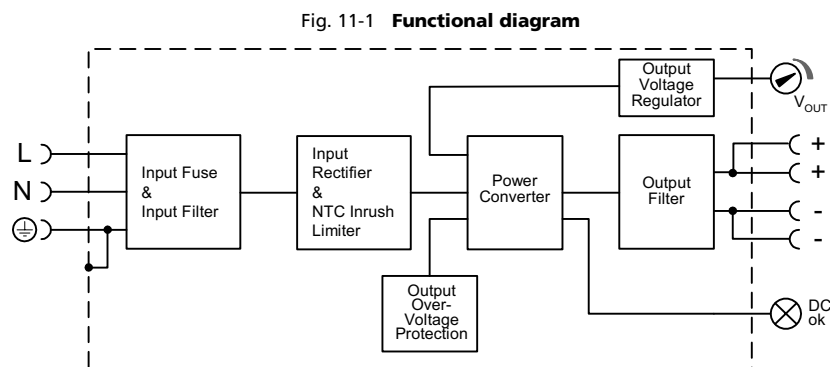 Fig. 11-1 Functional diagram
Output
Voltage
Regulator
V_OUT
L
N
Input Fuse
&
Input Filter
Input
Rectifier
&
NTC Inrush
Limiter
Power
Converter
Output
Filter
+
+
-
-
Output
Over-
Voltage
Protection
DC
ok